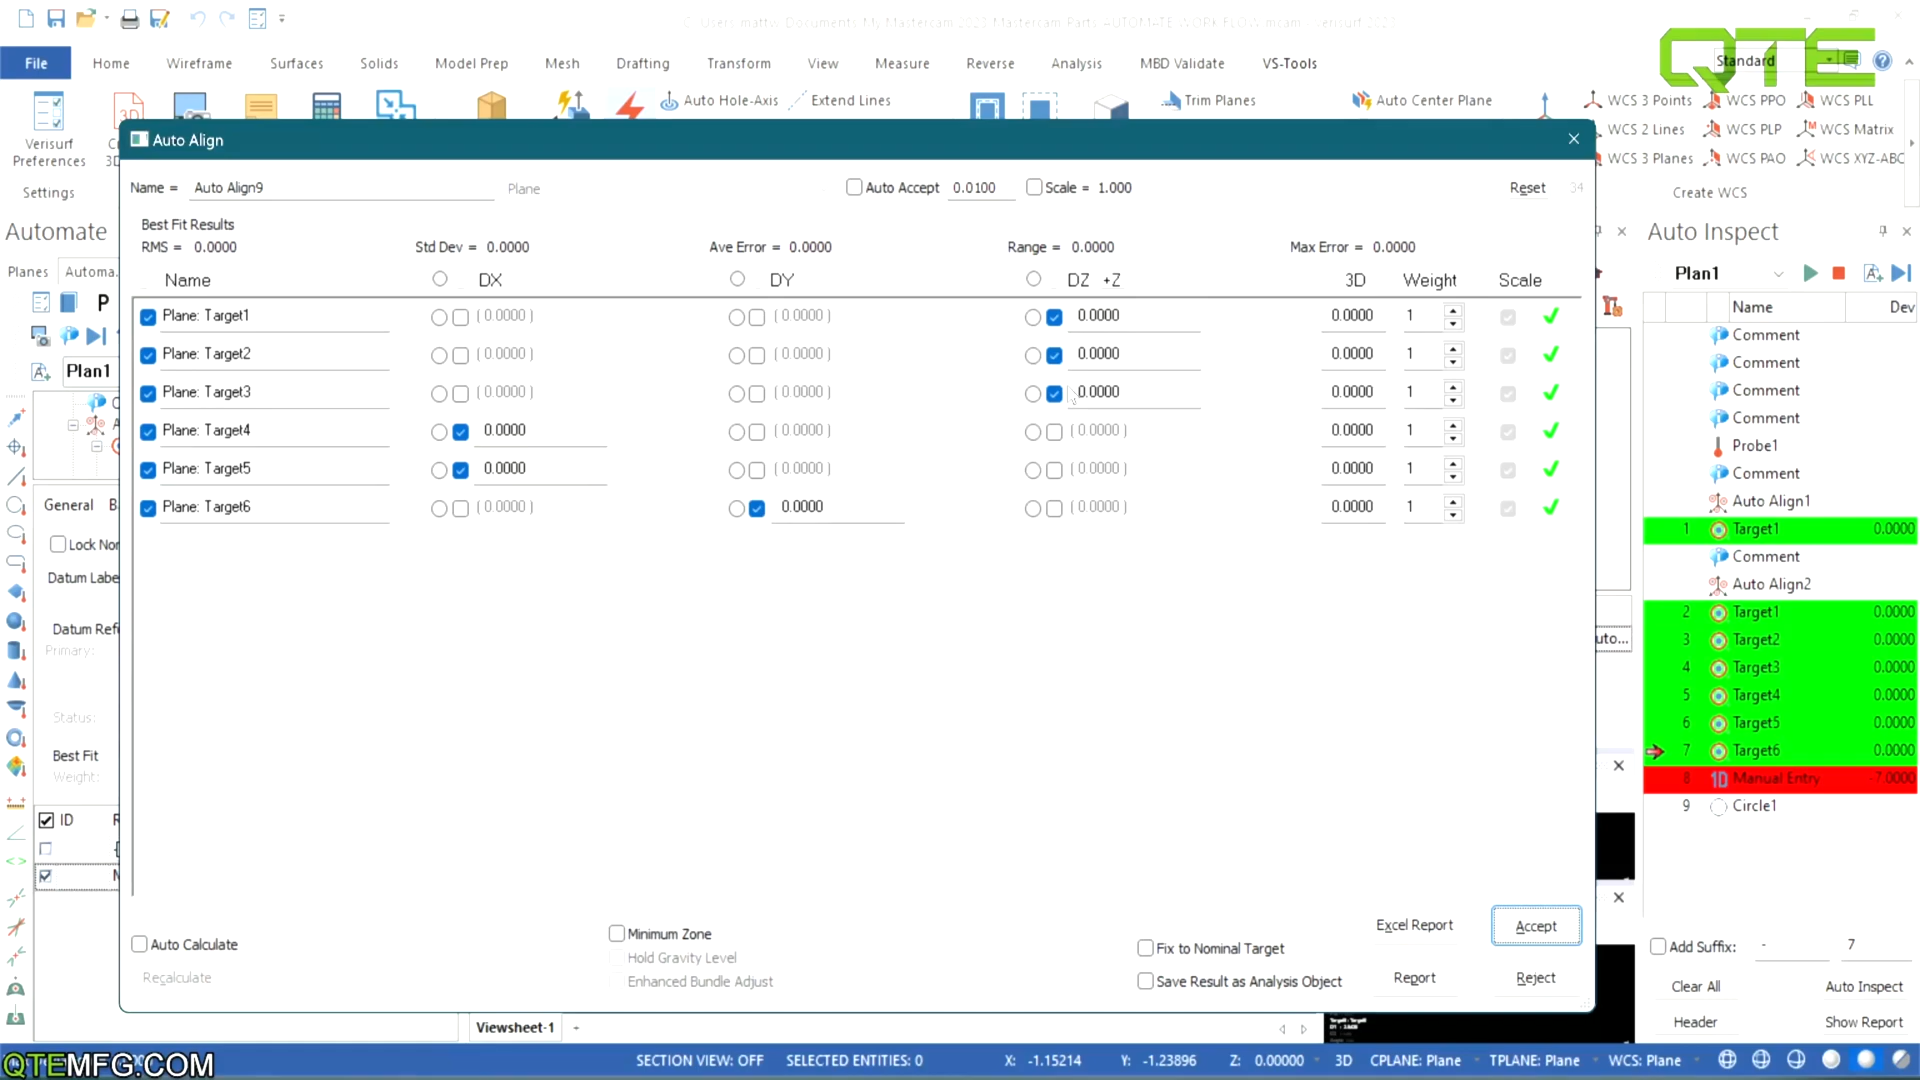 QTE
Standard
File Home Wireframe Surfaces Solids Model Prep Mesh Drafting Transform View Measure Reverse Analysis MBD Validate VS-Tools
Auto Hole-Axis Extend Lines Trim Planes Auto Center Plane WCS 3 Points WCS PPO WCS PLL
WCS 2 Lines WCS PLP WCS Matrix
Verisurf Preferences WCS 3 Planes WCS PAO WCS XYZ-ABC
Settings Create WCS
Auto Align
Name = Auto Align9 Plane Auto Accept 0.0100 Scale = 1.000 Reset 34
Best Fit Results
RMS = 0.0000 Std Dev = 0.0000 Ave Error = 0.0000 Range = 0.0000 Max Error = 0.0000
Name DX DY DZ +Z 3D Weight Scale
Plane: Target1 ( 0.0000 ) ( 0.0000 ) 0.0000 0.0000 1
Plane: Target2 ( 0.0000 ) ( 0.0000 ) 0.0000 0.0000 1
Plane: Target3 ( 0.0000 ) ( 0.0000 ) 0.0000 0.0000 1
Plane: Target4 0.0000 ( 0.0000 ) ( 0.0000 ) 0.0000 1
Plane: Target5 0.0000 ( 0.0000 ) ( 0.0000 ) 0.0000 1
Plane: Target6 ( 0.0000 ) 0.0000 ( 0.0000 ) 0.0000 1
Auto Calculate
Recalculate
Minimum Zone
Hold Gravity Level
Enhanced Bundle Adjust
Fix to Nominal Target
Save Result as Analysis Object
Excel Report Accept
Report Reject
Automate
Planes Automa.
P
Plan1
General B
Lock Nor
Datum Labe
Datum Refe
Primary:
Status:
Best Fit
Weight:
ID R
N
uto...
Auto Inspect
Plan1
Name Dev
Comment
Comment
Comment
Comment
Probe1
Comment
Auto Align1
1 Target1 0.0000
Comment
Auto Align2
2 Target1 0.0000
3 Target2 0.0000
4 Target3 0.0000
5 Target4 0.0000
6 Target5 0.0000
7 Target6 0.0000
8 1D Manual Entry -7.0000
9 Circle1
Add Suffix: - 7
Clear All Auto Inspect
Header Show Report
Viewsheet-1 +
QTEMFG.COM
SECTION VIEW: OFF SELECTED ENTITIES: 0 X: -1.15214 Y: -1.23896 Z: 0.00000 3D CPLANE: Plane TPLANE: Plane WCS: Plane